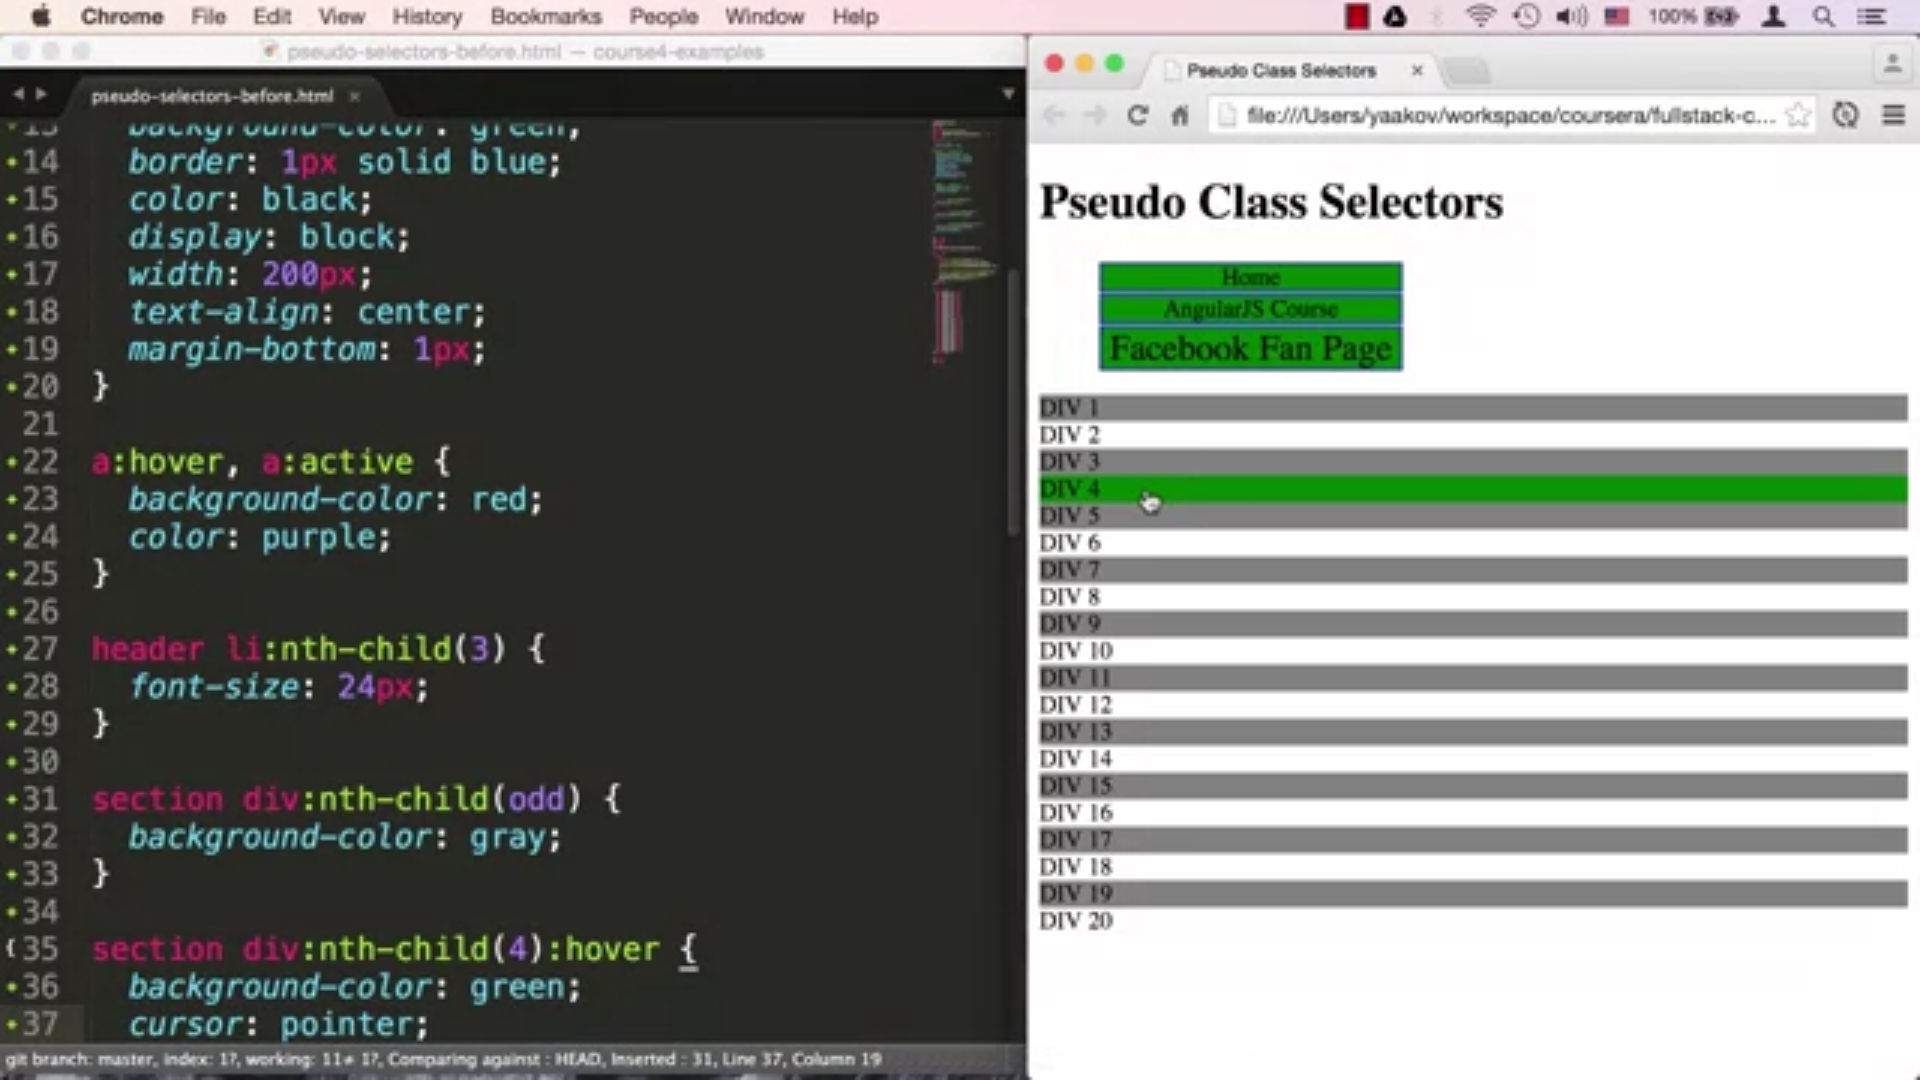 Chrome File Edit View History Bookmarks People Window Help 100%
pseudo-selectors-before.html — course4-examples
pseudo-selectors-before.html ×
13 background-color: green;
14 border: 1px solid blue;
15 color: black;
16 display: block;
17 width: 200px;
18 text-align: center;
19 margin-bottom: 1px;
20 }
21
22 a:hover, a:active {
23 background-color: red;
24 color: purple;
25 }
26
27 header li:nth-child(3) {
28 font-size: 24px;
29 }
30
31 section div:nth-child(odd) {
32 background-color: gray;
33 }
34
35 section div:nth-child(4):hover {
36 background-color: green;
37 cursor: pointer;
git branch: master, index: 1?, working: 11≠ 1?, Comparing against : HEAD, Inserted : 31, Line 37, Column 19
Pseudo Class Selectors ×
file:///Users/yaakov/workspace/coursera/fullstack-c...
Pseudo Class Selectors
Home
AngularJS Course
Facebook Fan Page
DIV 1
DIV 2
DIV 3
DIV 4
DIV 5
DIV 6
DIV 7
DIV 8
DIV 9
DIV 10
DIV 11
DIV 12
DIV 13
DIV 14
DIV 15
DIV 16
DIV 17
DIV 18
DIV 19
DIV 20